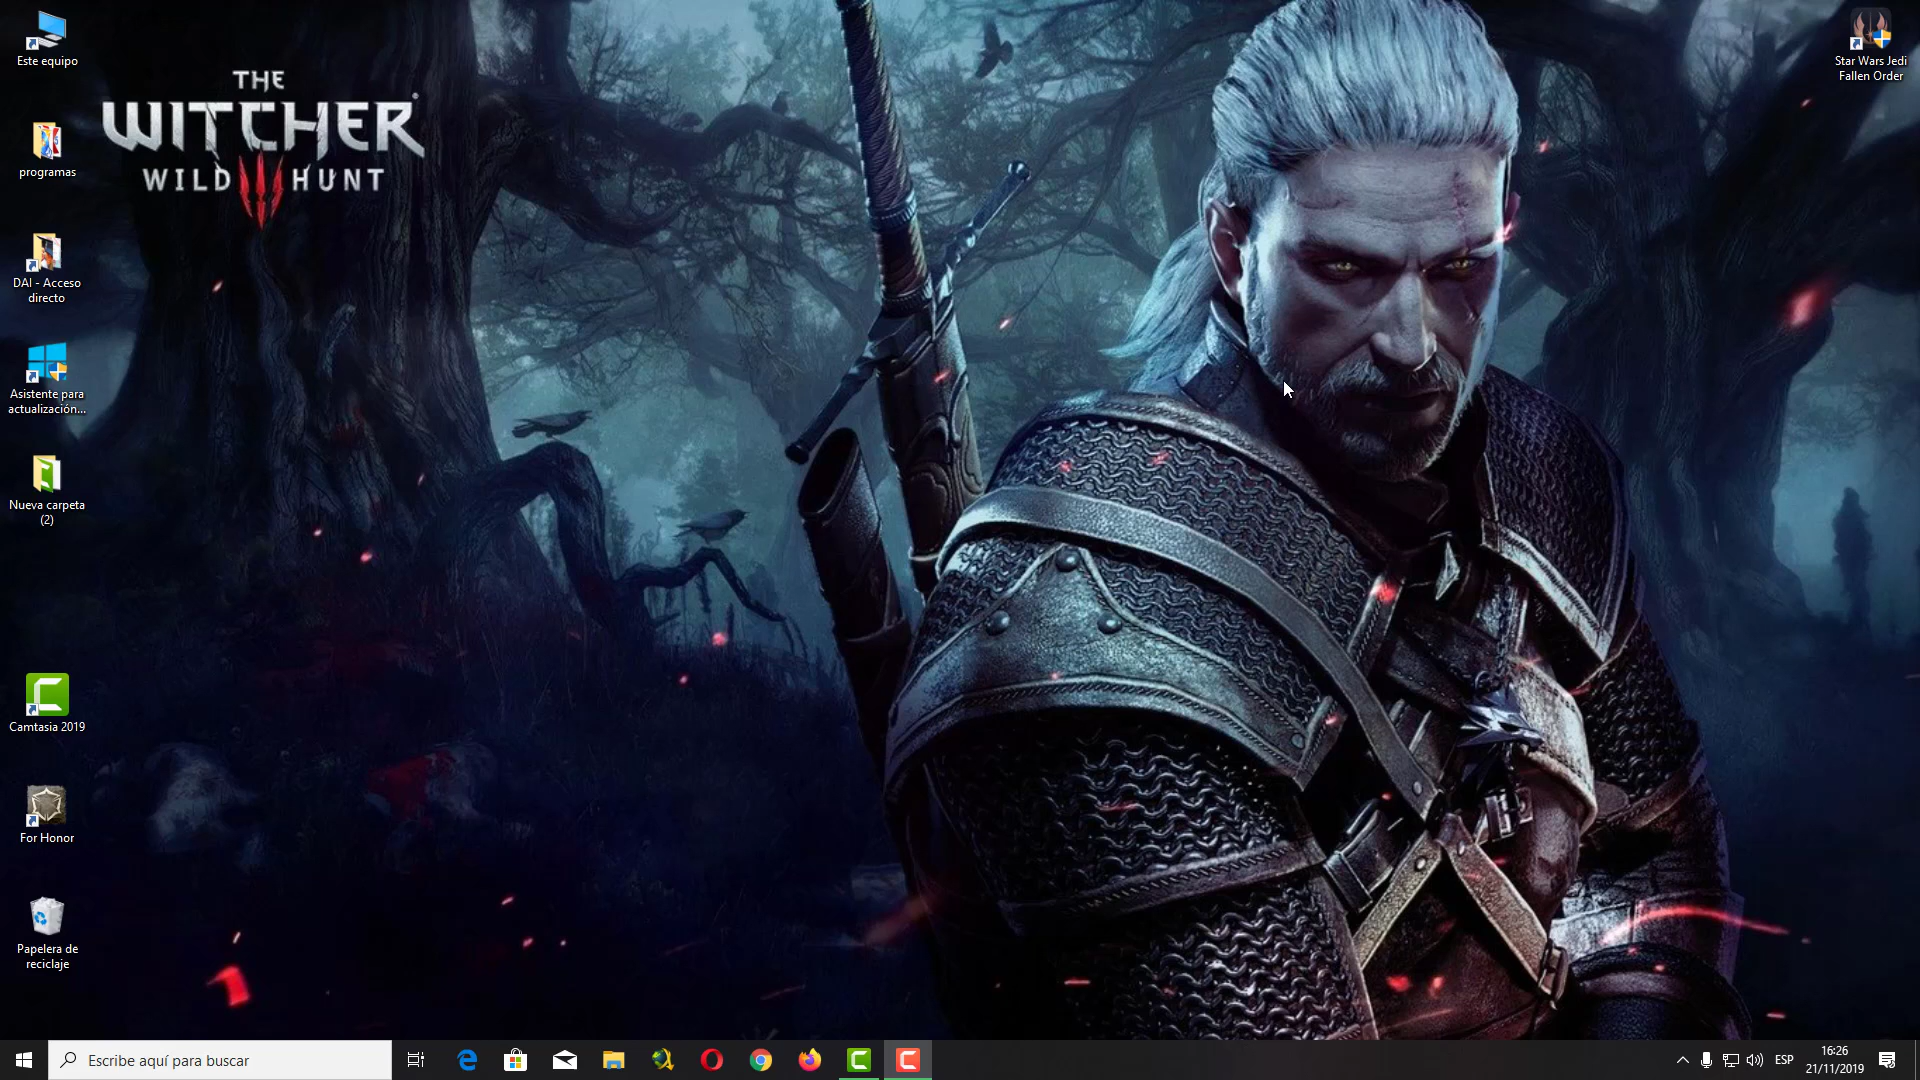 Este equipo
programas
DAI - Acceso
directo
Asistente para
actualización...
Nueva carpeta
(2)
Camtasia 2019
For Honor
Papelera de
reciclaje
THE
WITCHER
WILD HUNT
Star Wars Jedi
Fallen Order
Escribe aquí para buscar
ESP
16:26
21/11/2019